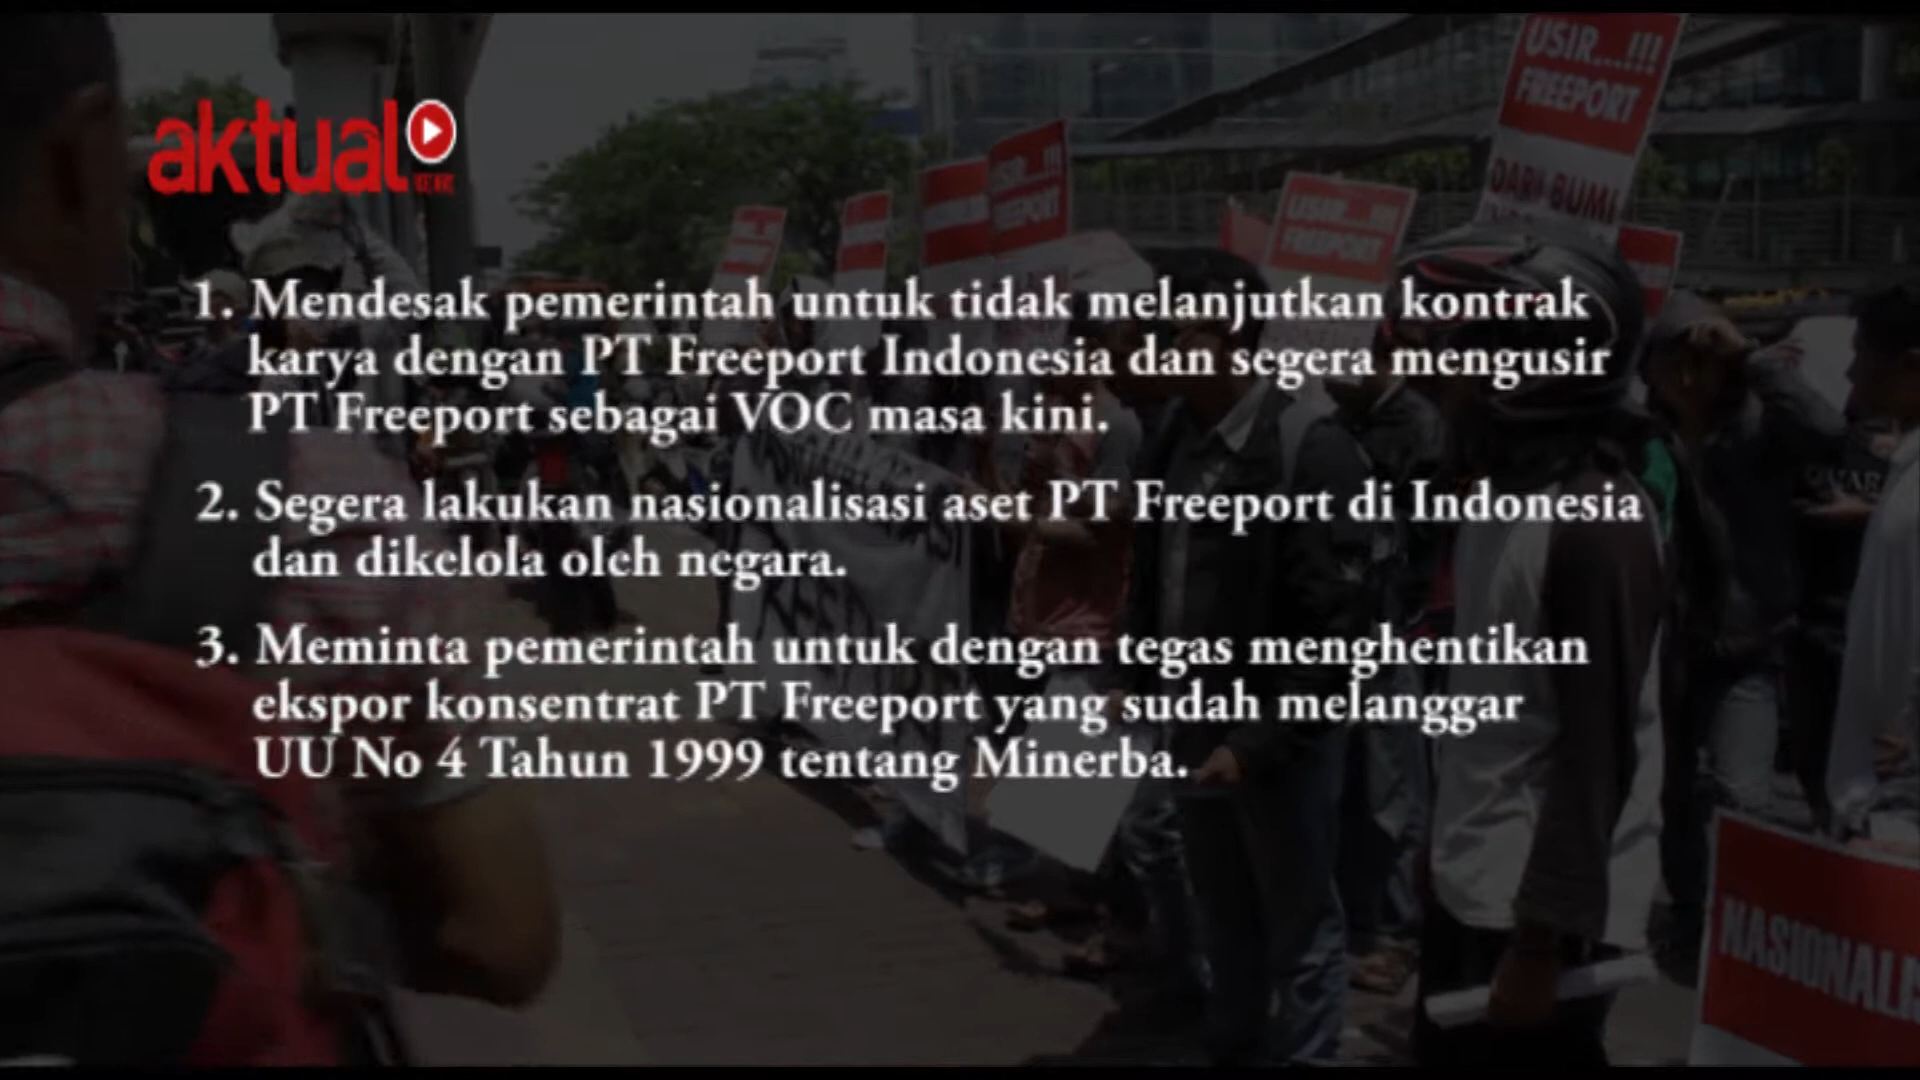 aktual
1. Mendesak pemerintah untuk tidak melanjutkan kontrak
karya dengan PT Freeport Indonesia dan segera mengusir
PT Freeport sebagai VOC masa kini.
2. Segera lakukan nasionalisasi aset PT Freeport di Indonesia
dan dikelola oleh negara.
3. Meminta pemerintah untuk dengan tegas menghentikan
ekspor konsentrat PT Freeport yang sudah melanggar
UU No 4 Tahun 1999 tentang Minerba.
USIR...!!!
FREEPORT
DARI BUMI
USIR...!!!
FREEPORT
USIR...!!!
FREEPORT
NASIONALIS